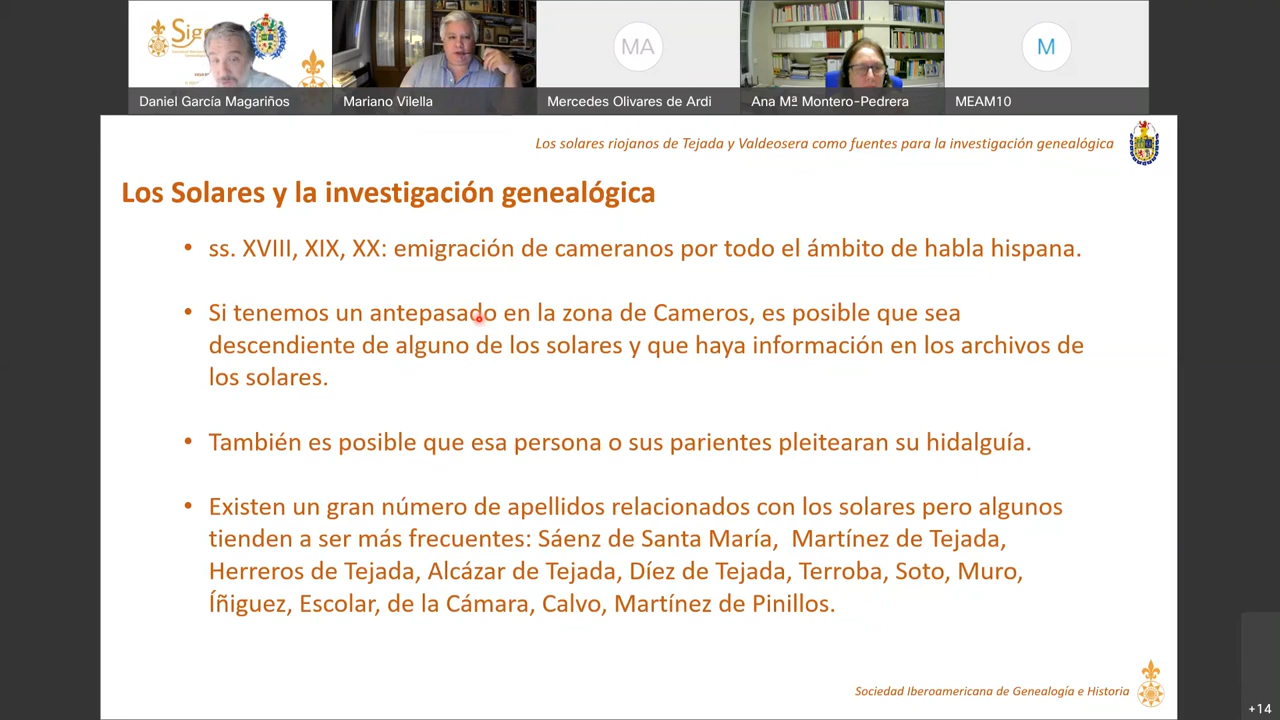 Sig
Daniel García Magariños
Mariano Vilella
MA
Mercedes Olivares de Ardi
Ana Mª Montero-Pedrera
M
MEAM10
Los solares riojanos de Tejada y Valdeosera como fuentes para la investigación genealógica
Los Solares y la investigación genealógica
• ss. XVIII, XIX, XX: emigración de cameranos por todo el ámbito de habla hispana.
• Si tenemos un antepasado en la zona de Cameros, es posible que sea
descendiente de alguno de los solares y que haya información en los archivos de
los solares.
• También es posible que esa persona o sus parientes pleitearan su hidalguía.
• Existen un gran número de apellidos relacionados con los solares pero algunos
tienden a ser más frecuentes: Sáenz de Santa María,  Martínez de Tejada,
Herreros de Tejada, Alcázar de Tejada, Díez de Tejada, Terroba, Soto, Muro,
Íñiguez, Escolar, de la Cámara, Calvo, Martínez de Pinillos.
Sociedad Iberoamericana de Genealogía e Historia
+14